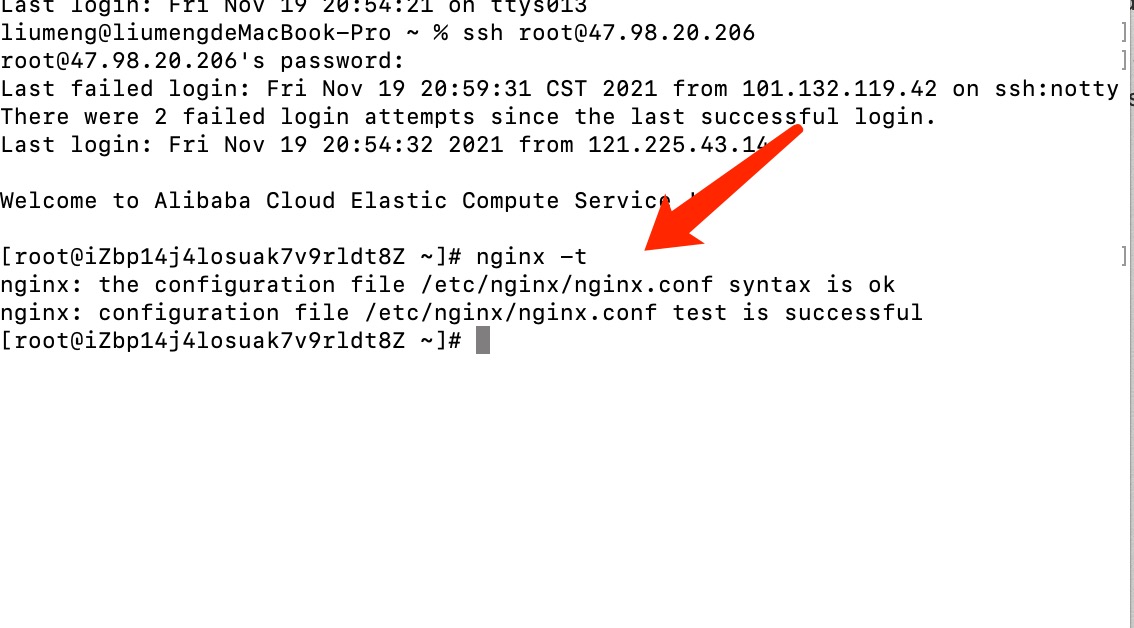 Last login: Fri Nov 19 20:54:21 on ttys013
liumeng@liumengdeMacBook-Pro ~ % ssh root@47.98.20.206
root@47.98.20.206's password:
Last failed login: Fri Nov 19 20:59:31 CST 2021 from 101.132.119.42 on ssh:notty
There were 2 failed login attempts since the last successful login.
Last login: Fri Nov 19 20:54:32 2021 from 121.225.43.14
Welcome to Alibaba Cloud Elastic Compute Service !
[root@iZbp14j4losuak7v9rldt8Z ~]# nginx -t
nginx: the configuration file /etc/nginx/nginx.conf syntax is ok
nginx: configuration file /etc/nginx/nginx.conf test is successful
[root@iZbp14j4losuak7v9rldt8Z ~]#